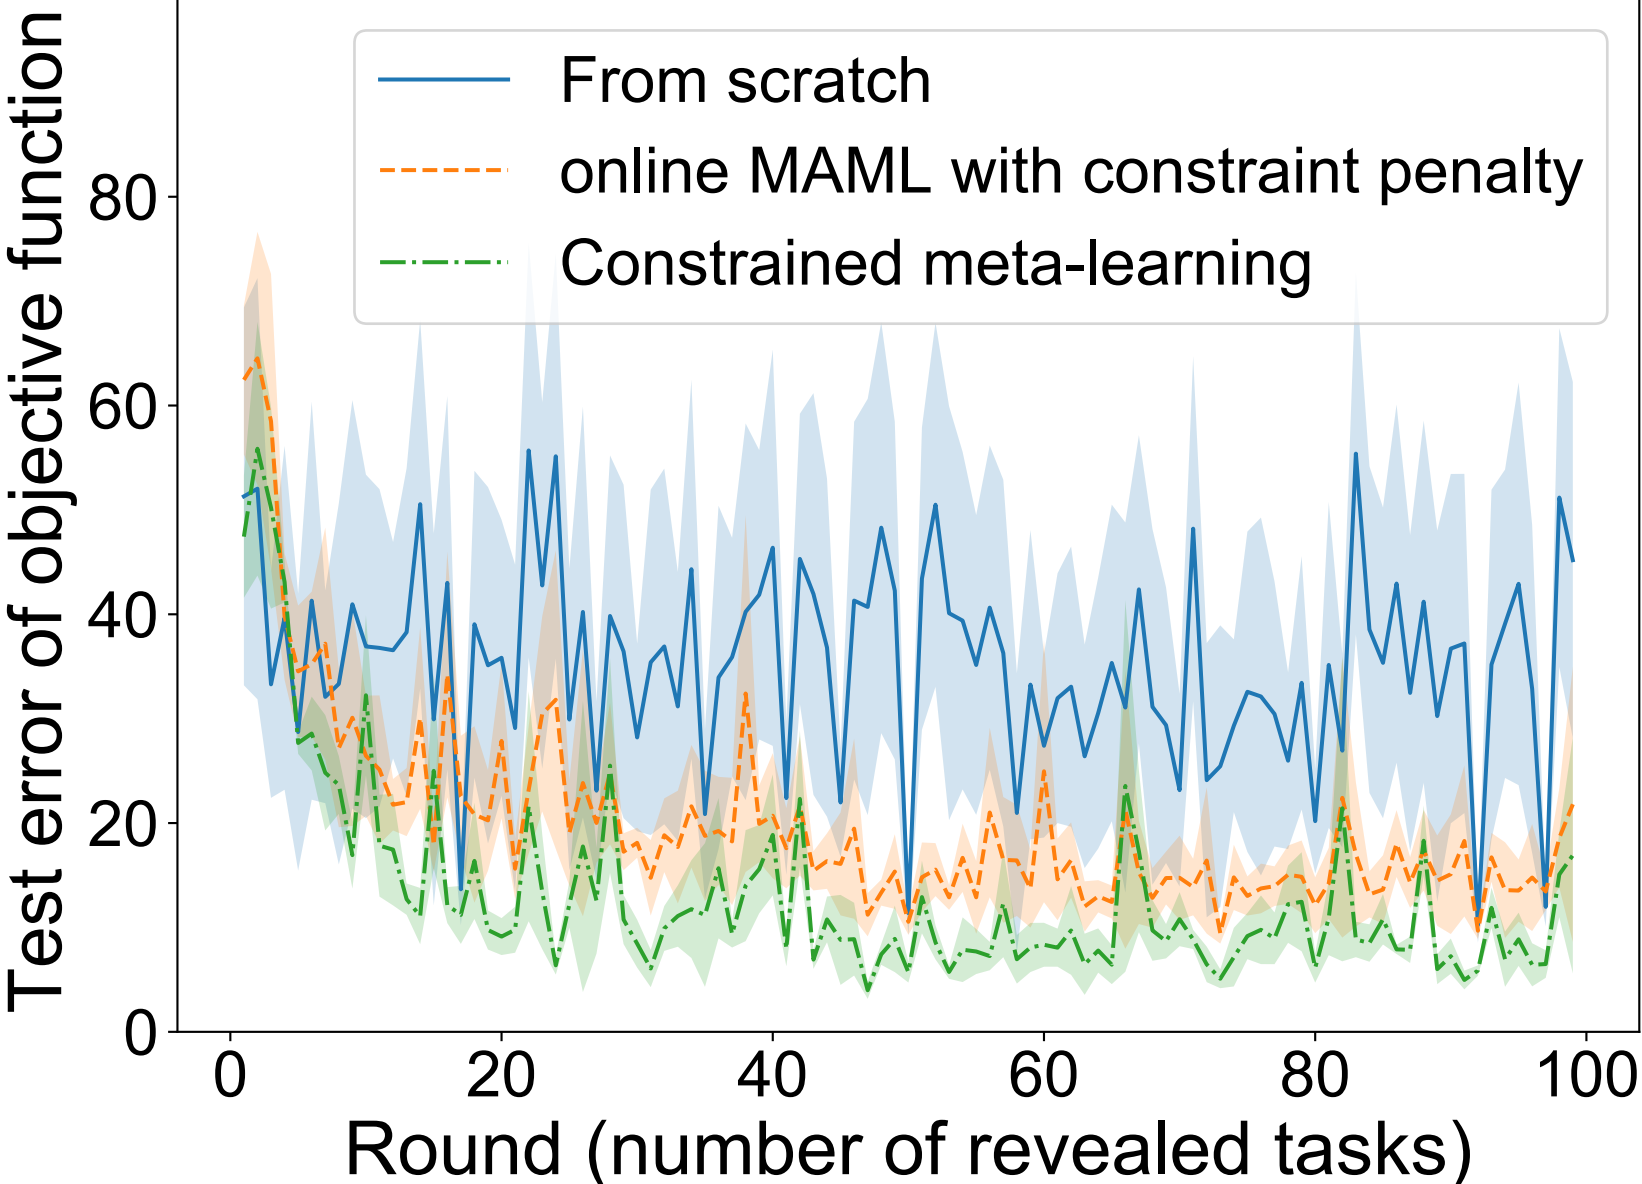 Test error of objective function
From scratch
online MAML with constraint penalty
Constrained meta-learning
80
60
40
20
0
0 20 40 60 80 100
Round (number of revealed tasks)